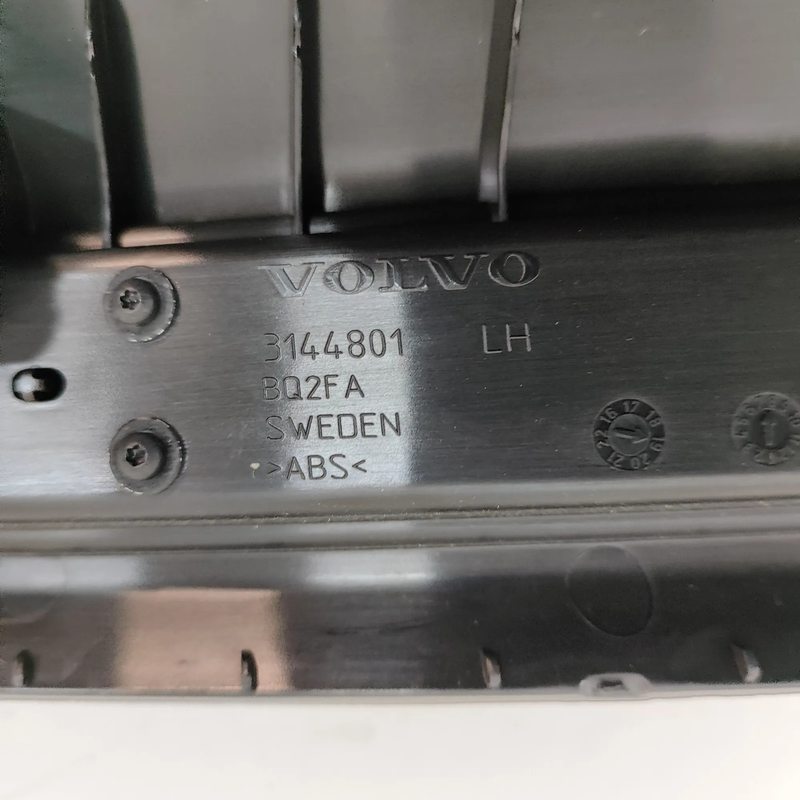 VOLVO
3144801 LH
BQ2FA
SWEDEN
>ABS<